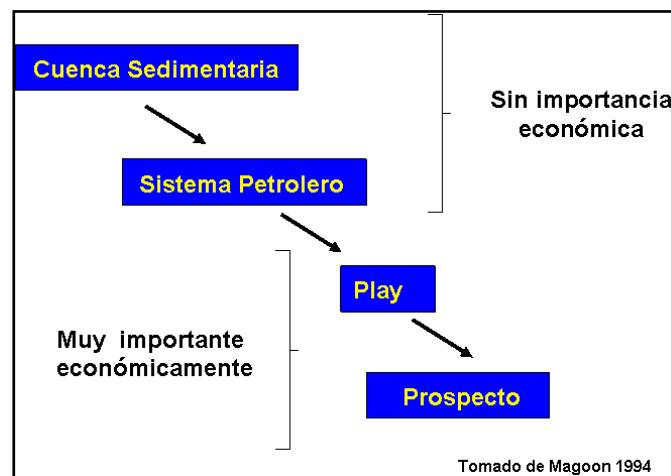 Cuenca Sedimentaria
Sin importancia
económica
Sistema Petrolero
Play
Muy importante
económicamente
Prospecto
Tomado de Magoon 1994